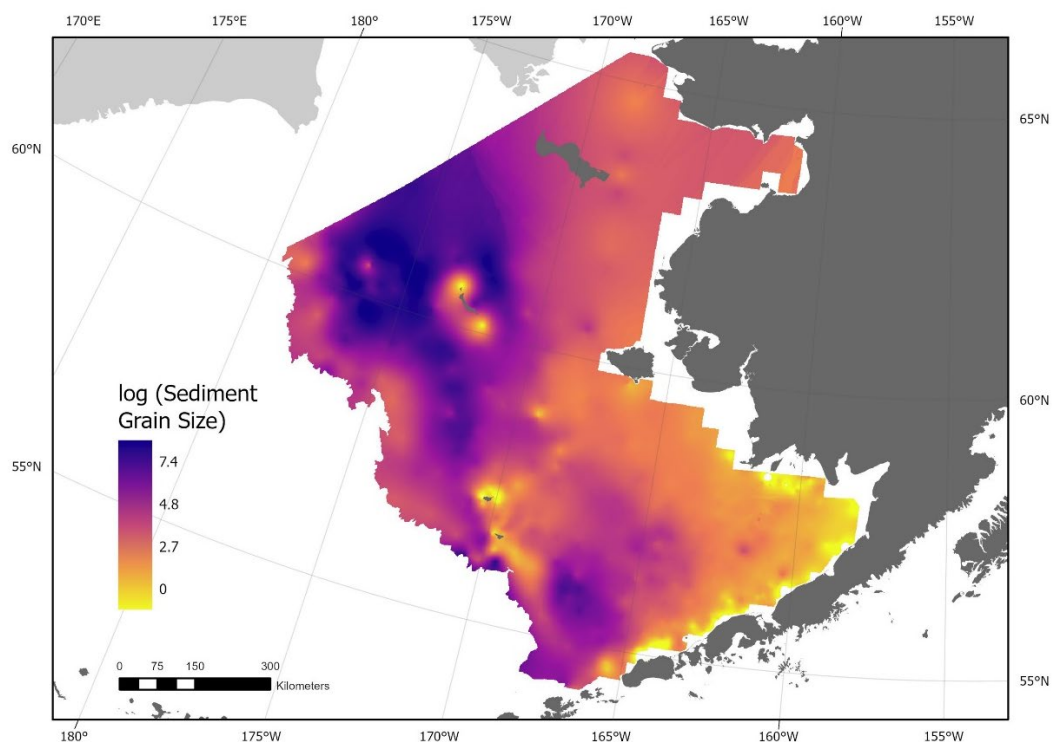 170°E 175°E 180° 175°W 170°W 165°W 160°W 155°W
65°N
60°N
60°N
55°N
55°N
log (Sediment
Grain Size)
7.4
4.8
2.7
0
0 75 150 300
Kilometers
180° 175°W 170°W 165°W 160°W 155°W